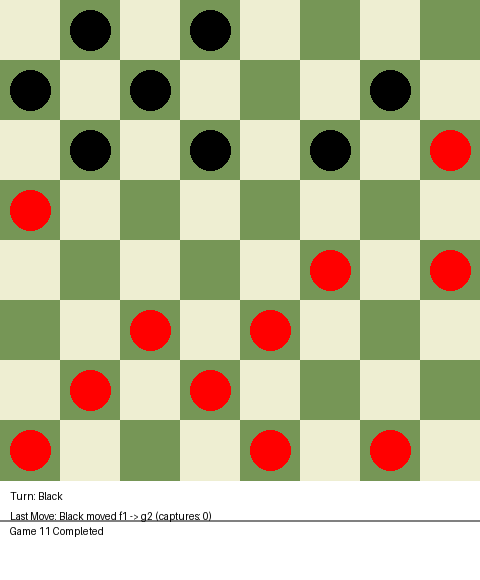 Turn: Black
Last Move: Black moved f1 -> g2 (captures: 0)
Game 11 Completed